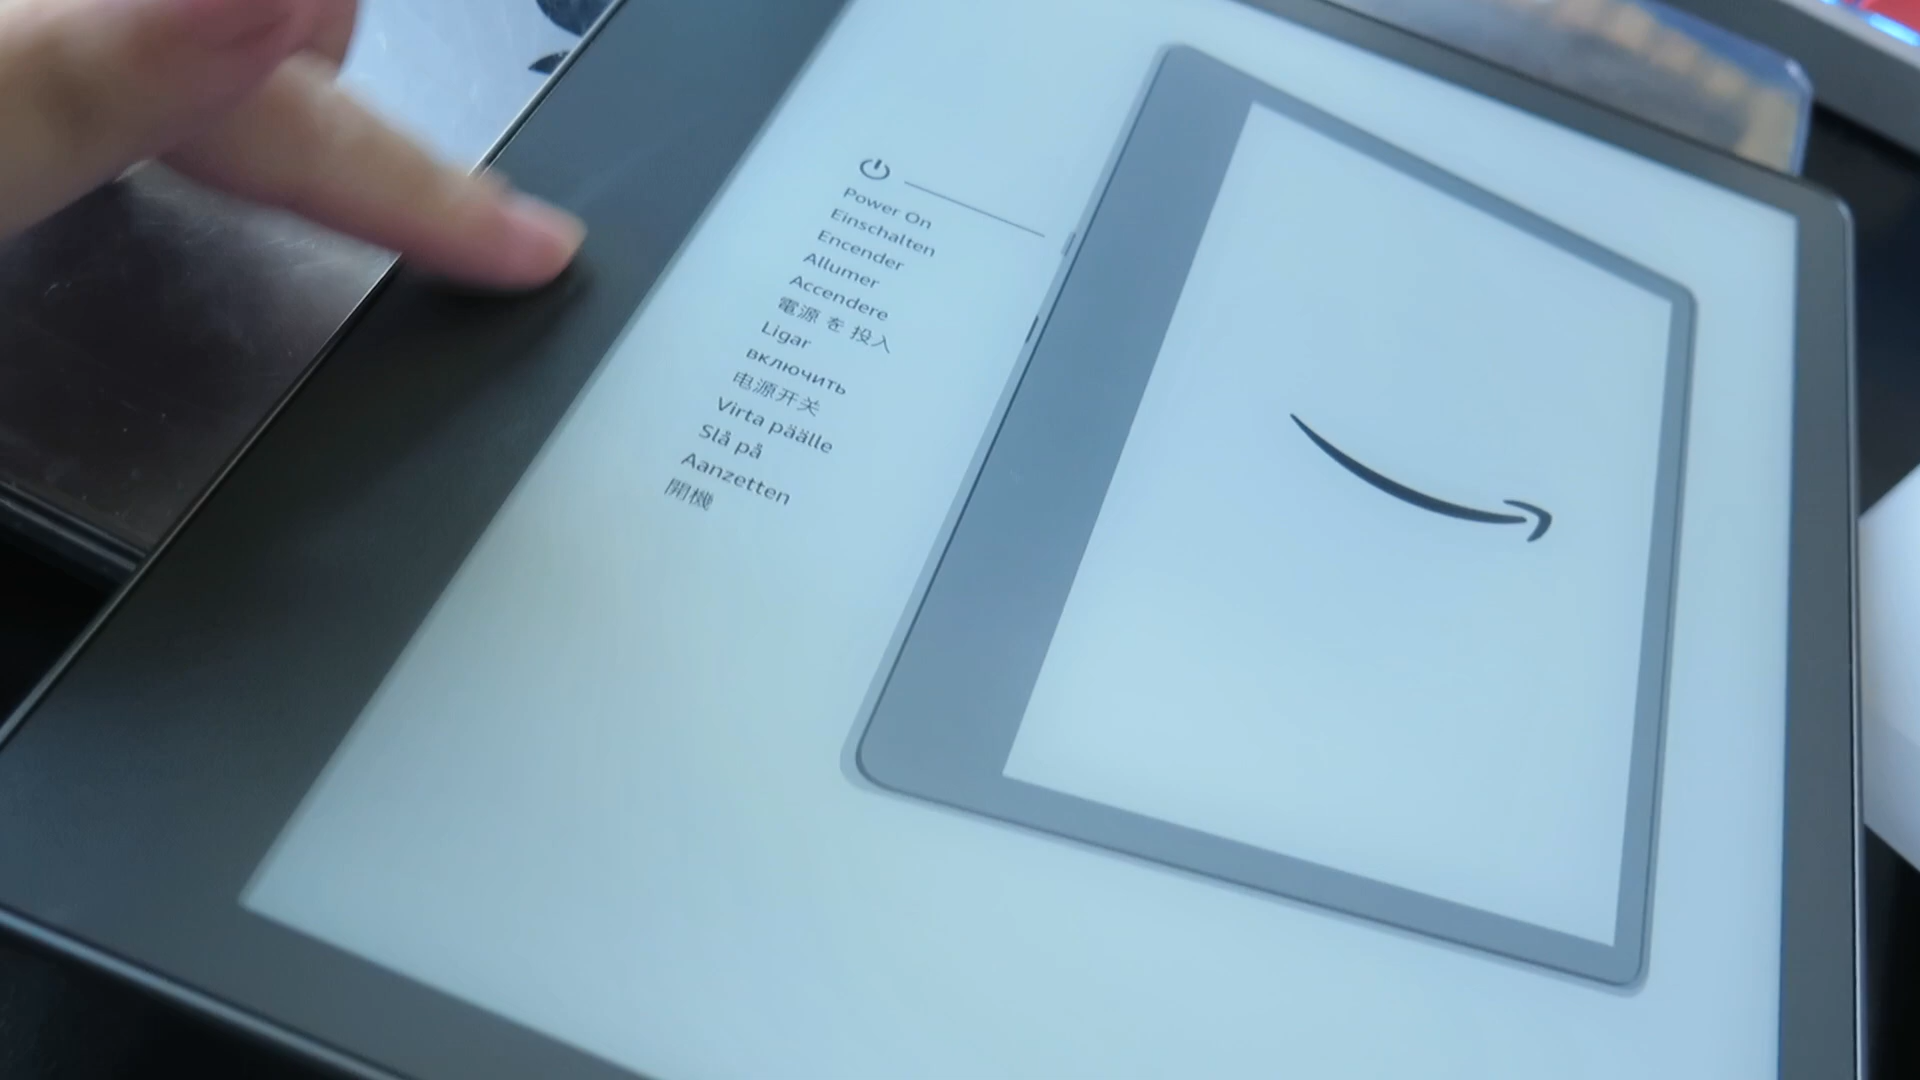 Power On
Einschalten
Encender
Allumer
Accendere
電源 を 投入
Ligar
включить
电源开关
Virta päälle
Slå på
Aanzetten
開機